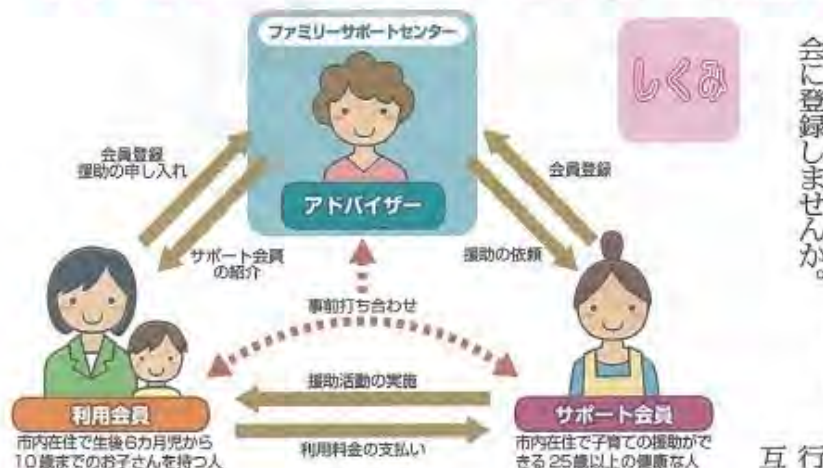 会に登録しませんか。
しくみ
ファミリーサポートセンター
アドバイザー
会員登録
援助の申し入れ
サポート会員
の紹介
会員登録
援助の依頼
事前打ち合わせ
援助活動の実施
利用料金の支払い
利用会員
市内在住で生後6カ月児から
10歳までのお子さんを持つ人
サポート会員
市内在住で子育ての援助がで
きる25歳以上の健康な人
行
互